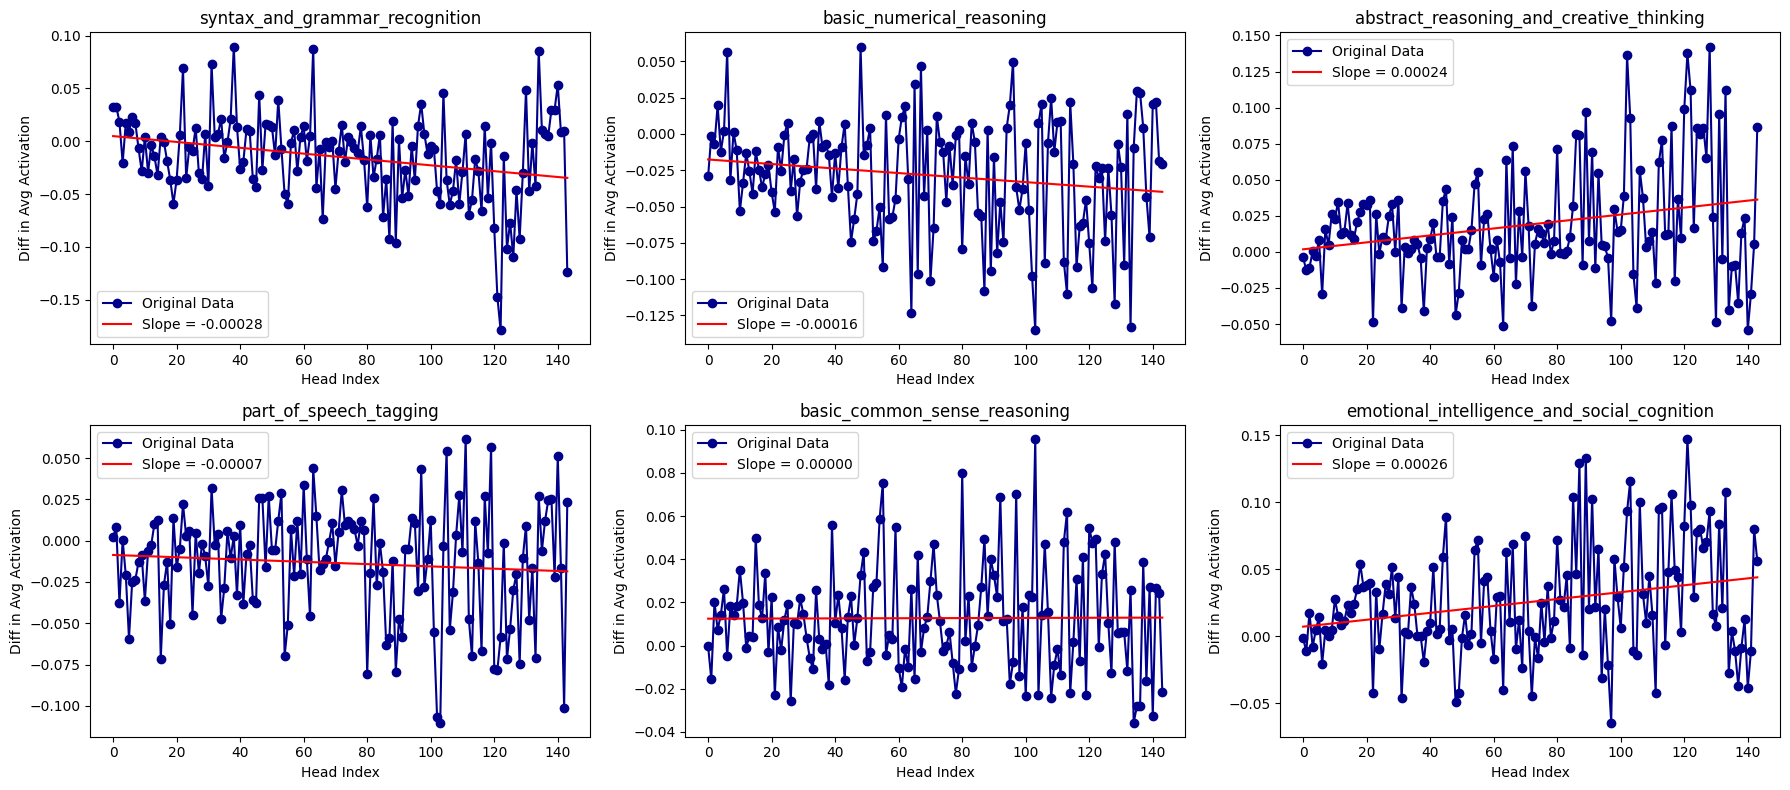 syntax_and_grammar_recognition
0.10
0.05
0.00
−0.05
−0.10
−0.15
Diff in Avg Activation
Original Data
Slope = -0.00028
0 20 40 60 80 100 120 140
Head Index
basic_numerical_reasoning
0.050
0.025
0.000
−0.025
−0.050
−0.075
−0.100
−0.125
Diff in Avg Activation
Original Data
Slope = -0.00016
0 20 40 60 80 100 120 140
Head Index
abstract_reasoning_and_creative_thinking
0.150
0.125
0.100
0.075
0.050
0.025
0.000
−0.025
−0.050
Diff in Avg Activation
Original Data
Slope = 0.00024
0 20 40 60 80 100 120 140
Head Index
part_of_speech_tagging
0.050
0.025
0.000
−0.025
−0.050
−0.075
−0.100
Diff in Avg Activation
Original Data
Slope = -0.00007
0 20 40 60 80 100 120 140
Head Index
basic_common_sense_reasoning
0.10
0.08
0.06
0.04
0.02
0.00
−0.02
−0.04
Diff in Avg Activation
Original Data
Slope = 0.00000
0 20 40 60 80 100 120 140
Head Index
emotional_intelligence_and_social_cognition
0.15
0.10
0.05
0.00
−0.05
Diff in Avg Activation
Original Data
Slope = 0.00026
0 20 40 60 80 100 120 140
Head Index